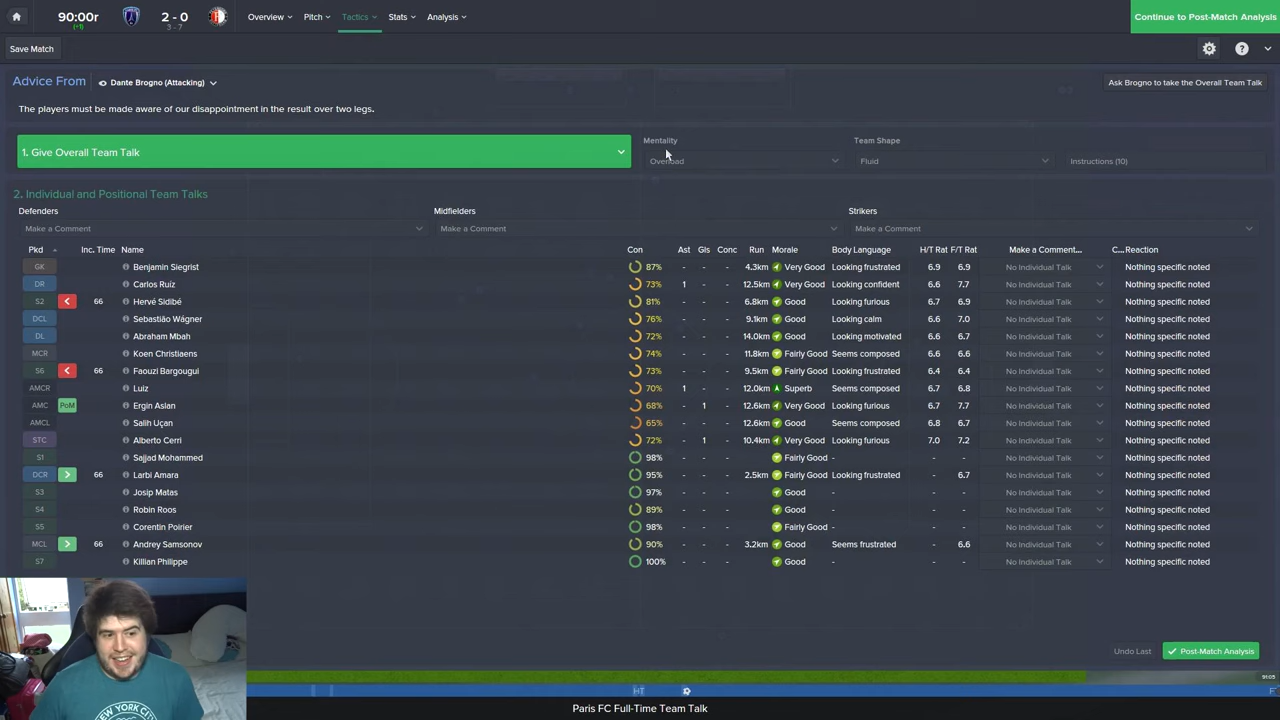 90:00r
(+1)
2 - 0
3 - 7
Overview
Pitch
Tactics
Stats
Analysis
Continue to Post-Match Analysis
Save Match
Advice From
Dante Brogno (Attacking)
Ask Brogno to take the Overall Team Talk
The players must be made aware of our disappointment in the result over two legs.
1. Give Overall Team Talk
Mentality
Overload
Team Shape
Fluid
Instructions (10)
2. Individual and Positional Team Talks
Defenders
Midfielders
Strikers
Make a Comment
Make a Comment
Make a Comment
Pkd Inc. Time Name Con Ast Gls Conc Run Morale Body Language H/T Rat F/T Rat Make a Comment... C... Reaction
GK Benjamin Siegrist 87% - - - 4.3km Very Good Looking frustrated 6.9 6.9 No Individual Talk Nothing specific noted
DR Carlos Ruíz 73% 1 - - 12.5km Very Good Looking confident 6.6 7.7 No Individual Talk Nothing specific noted
S2 66 Hervé Sidibé 81% - - - 6.8km Good Looking furious 6.7 6.9 No Individual Talk Nothing specific noted
DCL Sebastião Wágner 76% - - - 9.1km Good Looking calm 6.6 7.0 No Individual Talk Nothing specific noted
DL Abraham Mbah 72% - - - 14.0km Good Looking motivated 6.6 6.7 No Individual Talk Nothing specific noted
MCR Koen Christiaens 74% - - - 11.8km Fairly Good Seems composed 6.6 6.6 No Individual Talk Nothing specific noted
S6 66 Faouzi Bargougui 73% - - - 9.5km Fairly Good Looking frustrated 6.4 6.4 No Individual Talk Nothing specific noted
AMCR Luiz 70% 1 - - 12.0km Superb Seems composed 6.7 6.8 No Individual Talk Nothing specific noted
AMC PoM Ergin Aslan 68% - 1 - 12.6km Very Good Looking furious 6.7 7.7 No Individual Talk Nothing specific noted
AMCL Salih Uçan 65% - - - 12.6km Good Seems composed 6.8 6.7 No Individual Talk Nothing specific noted
STC Alberto Cerri 72% - 1 - 10.4km Very Good Looking furious 7.0 7.2 No Individual Talk Nothing specific noted
S1 Sajjad Mohammed 98% - - - Fairly Good - - - No Individual Talk Nothing specific noted
DCR 66 Larbi Amara 95% - - - 2.5km Fairly Good Looking frustrated - 6.7 No Individual Talk Nothing specific noted
S3 Josip Matas 97% - - - Good - - - No Individual Talk Nothing specific noted
S4 Robin Roos 89% - - - Good - - - No Individual Talk Nothing specific noted
S5 Corentin Poirier 98% - - - Fairly Good - - - No Individual Talk Nothing specific noted
MCL 66 Andrey Samsonov 90% - - - 3.2km Good Seems frustrated - 6.6 No Individual Talk Nothing specific noted
S7 Killian Philippe 100% - - - Good - - - No Individual Talk Nothing specific noted
Undo Last
Post-Match Analysis
91:05
HT
F
Paris FC Full-Time Team Talk
NEW YORK CITY